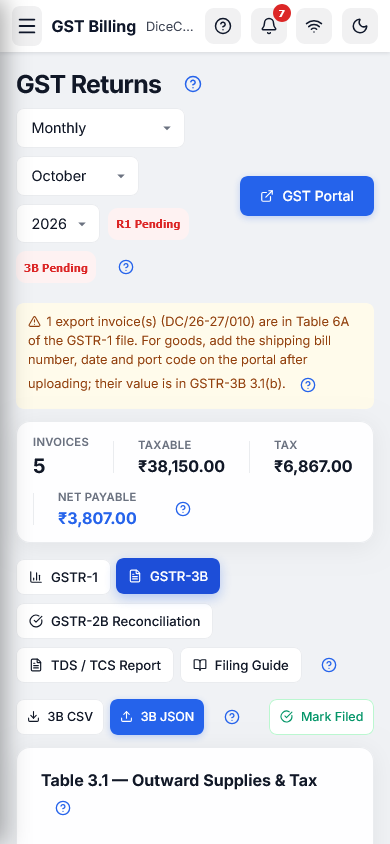 GST Billing DiceC...
7
GST Returns
Monthly
October
GST Portal
2026
R1 Pending
3B Pending
1 export invoice(s) (DC/26-27/010) are in Table 6A
of the GSTR-1 file. For goods, add the shipping bill
number, date and port code on the portal after
uploading; their value is in GSTR-3B 3.1(b).
INVOICES
5
TAXABLE
₹38,150.00
TAX
₹6,867.00
NET PAYABLE
₹3,807.00
GSTR-1
GSTR-3B
GSTR-2B Reconciliation
TDS / TCS Report
Filing Guide
3B CSV
3B JSON
Mark Filed
Table 3.1 — Outward Supplies & Tax